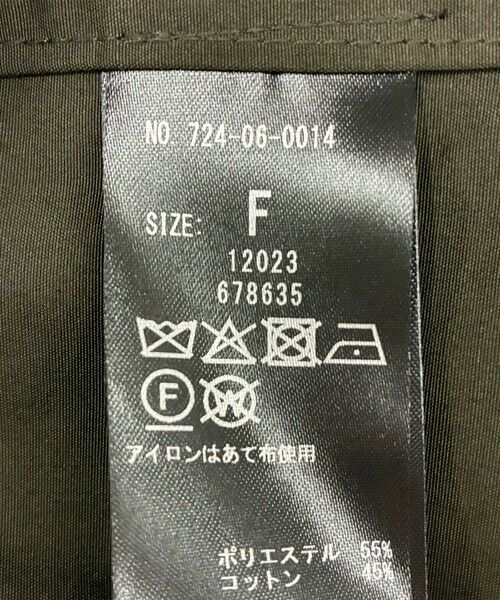 NO 724-06-0014
SIZE: F
12023
678635
F W
アイロンはあて布使用
ポリエステル 55%
コットン 45%